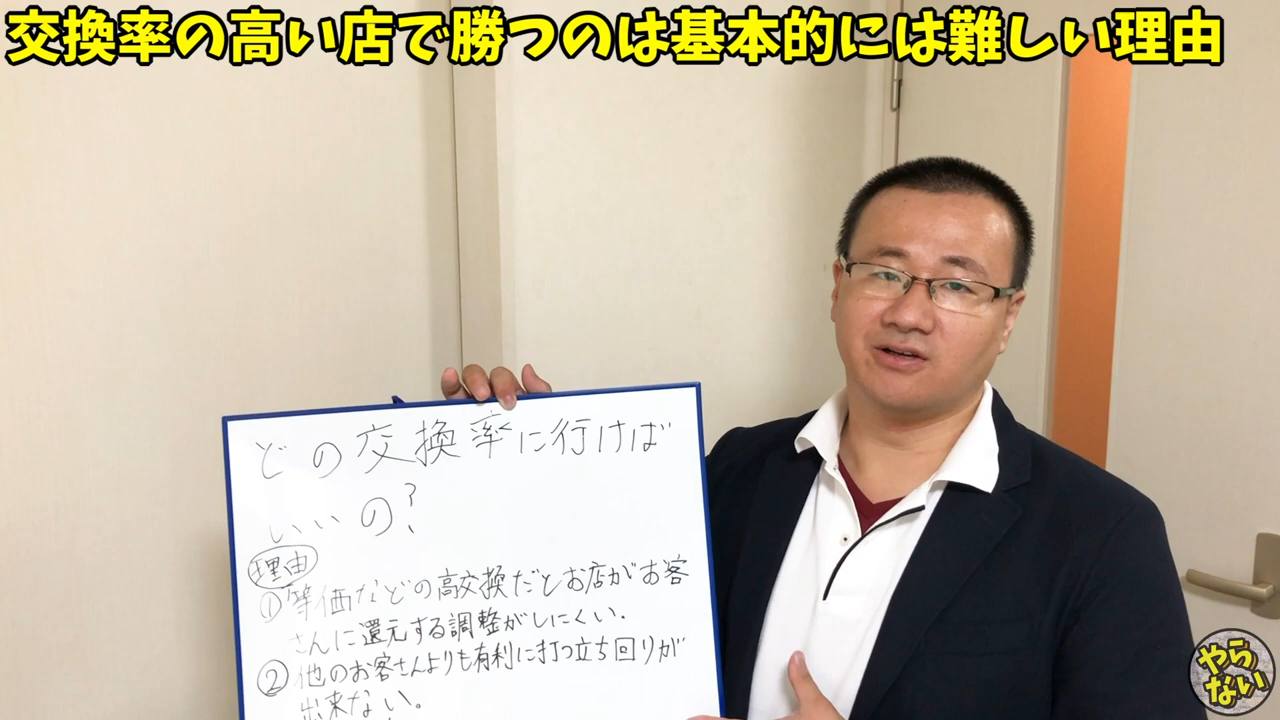 交換率の高い店で勝つのは基本的には難しい理由
どの交換率に行けば
いいの?
理由
① 等価などの高交換だとお店がお客
さんに還元する調整がしにくい.
② 他のお客さんよりも有利に打つ立ち回りが
出来ない。
やら
ない